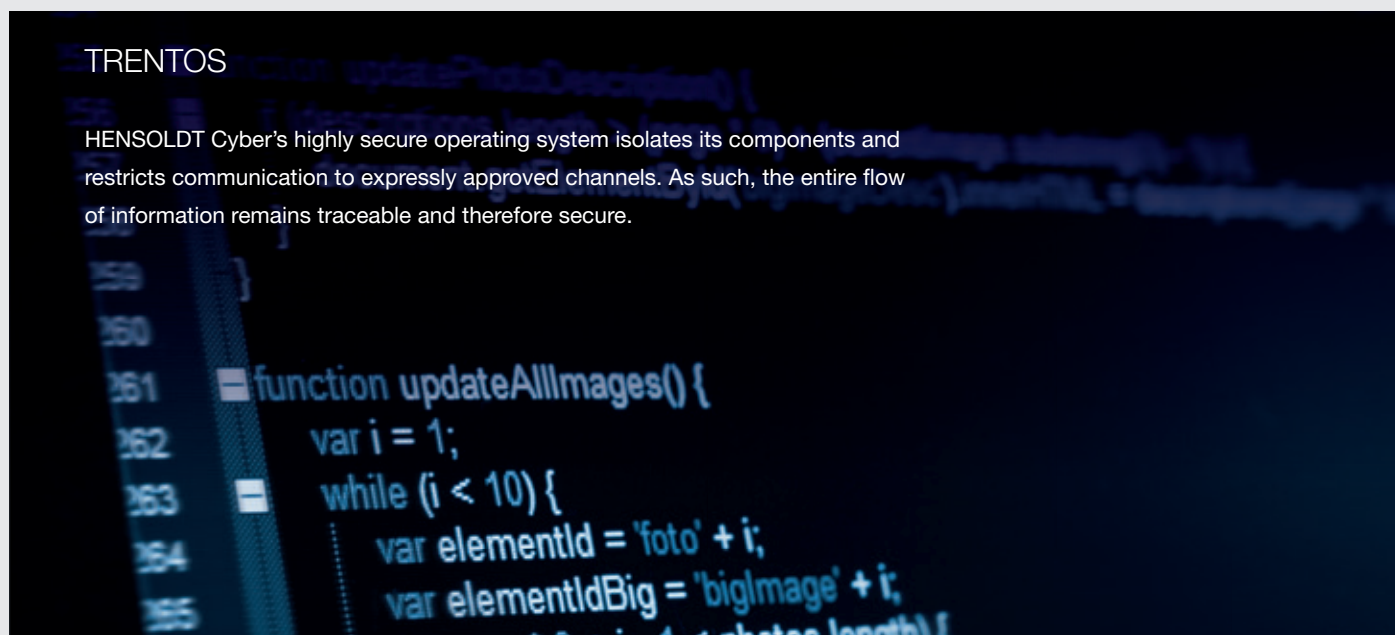 TRENTOS
HENSOLDT Cyber’s highly secure operating system isolates its components and
restricts communication to expressly approved channels. As such, the entire flow
of information remains traceable and therefore secure.
259 }
260
261 function updateAllImages() {
262 var i = 1;
263 while (i < 10) {
264 var elementId = 'foto' + i;
265 var elementIdBig = 'bigImage' + i;